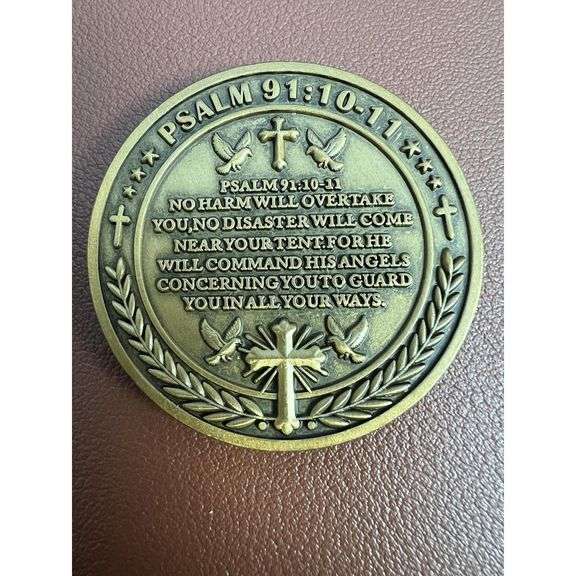 PSALM 91:10-11
PSALM 91:10-11
NO HARM WILL OVERTAKE
YOU,NO DISASTER WILL COME
NEAR YOUR TENT.FOR HE
WILL COMMAND HIS ANGELS
CONCERNING YOU TO GUARD
YOU IN ALL YOUR WAYS.